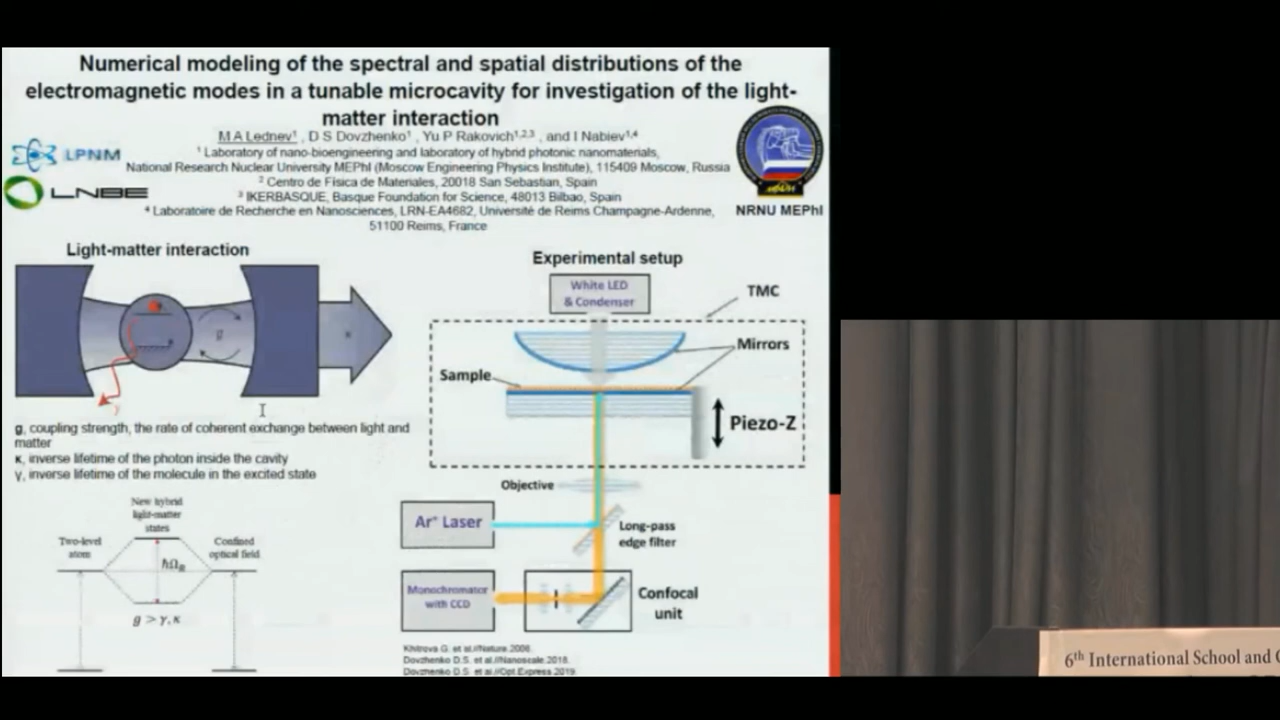 Numerical modeling of the spectral and spatial distributions of the
electromagnetic modes in a tunable microcavity for investigation of the light-
matter interaction
M A Lednev¹ , D S Dovzhenko¹ , Yu P Rakovich¹,²,³ , and I Nabiev¹,⁴
¹ Laboratory of nano-bioengineering and laboratory of hybrid photonic nanomaterials,
National Research Nuclear University MEPhI (Moscow Engineering Physics Institute), 115409 Moscow, Russia
² Centro de Física de Materiales, 20018 San Sebastian, Spain
³ IKERBASQUE, Basque Foundation for Science, 48013 Bilbao, Spain
⁴ Laboratoire de Recherche en Nanosciences, LRN-EA4682, Université de Reims Champagne-Ardenne,
51100 Reims, France
LPNM
LNBE
NRNU MEPhI
Light-matter interaction
g
κ
γ
g, coupling strength, the rate of coherent exchange between light and
matter
κ, inverse lifetime of the photon inside the cavity
γ, inverse lifetime of the molecule in the excited state
New hybrid
light-matter
states
Two-level
atom
Confined
optical field
ħΩR
g > γ, κ
Experimental setup
White LED
& Condenser
TMC
Mirrors
Sample
Piezo-Z
Objective
Ar⁺ Laser
Long-pass
edge filter
Monochromator
with CCD
Confocal
unit
Khitrova G. et al.//Nature.2006.
Dovzhenko D.S. et al.//Nanoscale.2018.
Dovzhenko D.S. et al.//Opt.Express.2019.
6th International School and